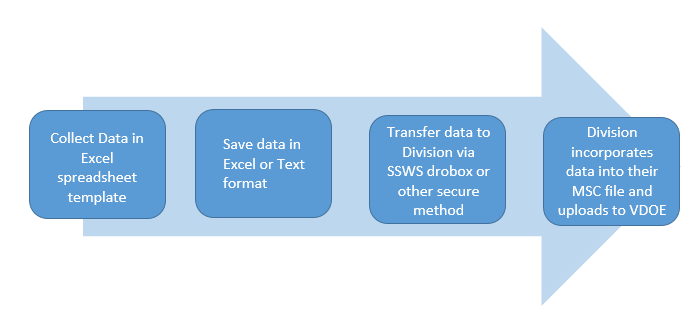 Collect Data in
Excel
spreadsheet
template
Save data in
Excel or Text
format
Transfer data to
Division via
SSWS drobox or
other secure
method
Division
incorporates
data into their
MSC file and
uploads to VDOE